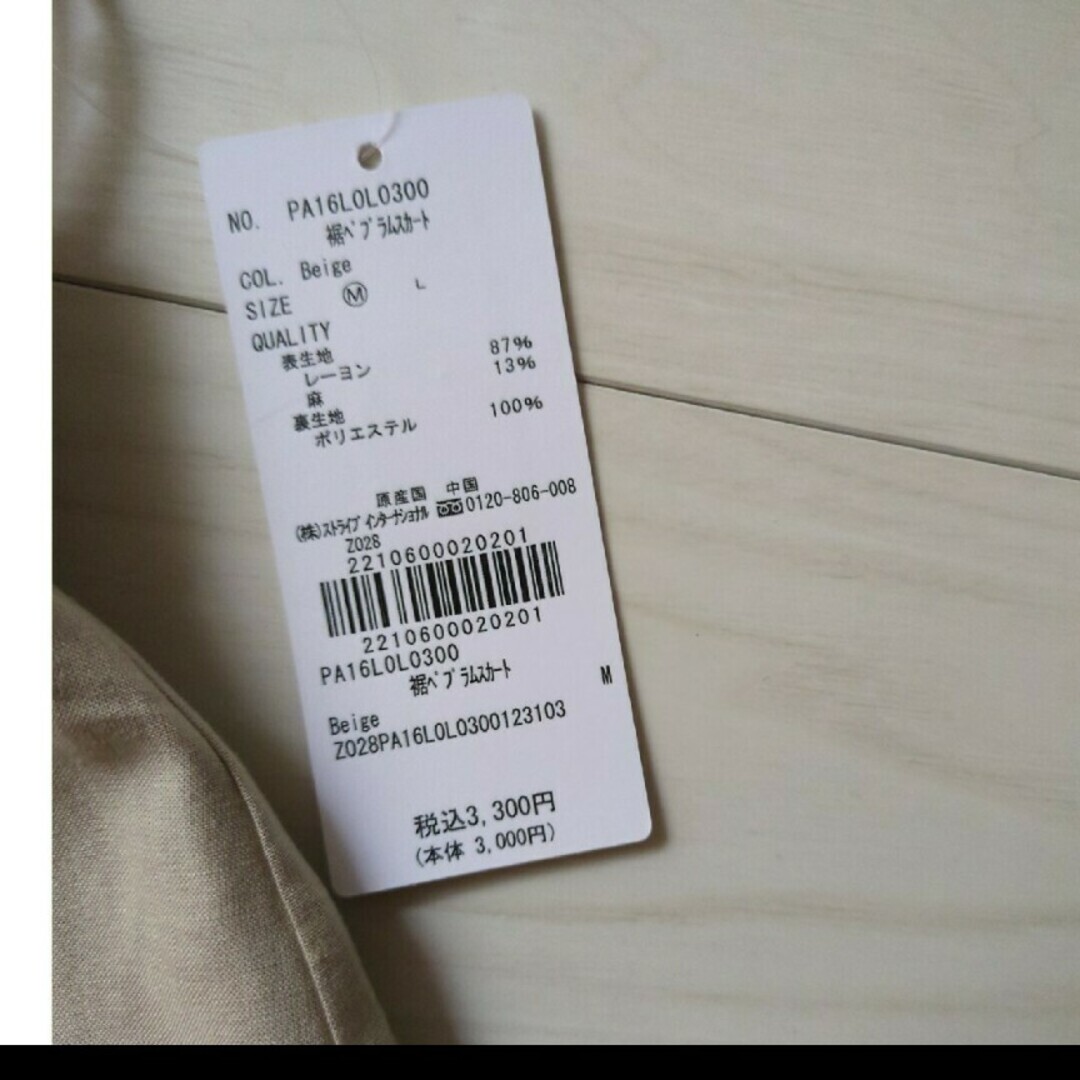 NO. PA16L0L0300
裾ペプラムスカート
COL. Beige
SIZE Ⓜ L
QUALITY
表生地
レーヨン 87%
麻 13%
裏生地
ポリエステル 100%
原産国 中国
(株)ストライプインターナショナル 0120-806-008
Z028
2210600020201
2210600020201
PA16L0L0300
裾ペプラムスカート M
Beige
Z028PA16L0L0300123103
税込3,300円
(本体 3,000円)